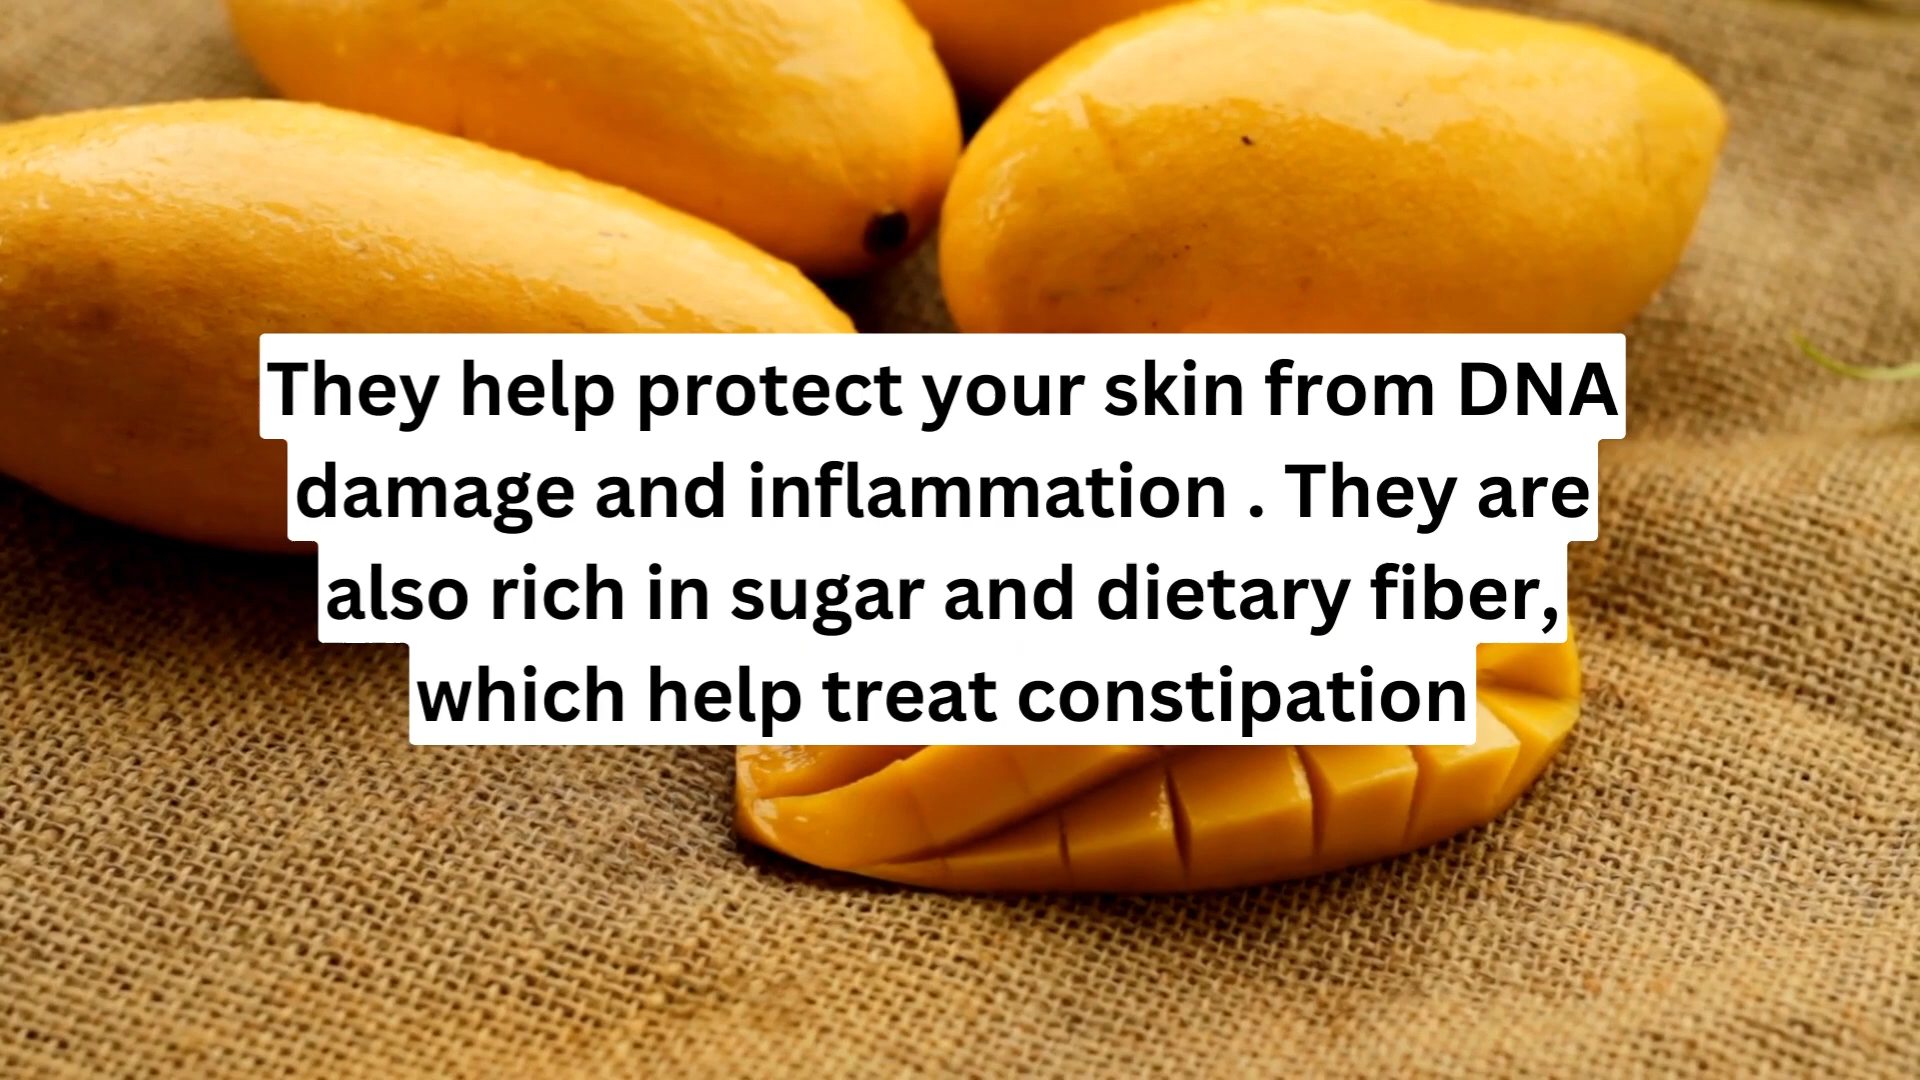 They help protect your skin from DNA
damage and inflammation . They are
also rich in sugar and dietary fiber,
which help treat constipation